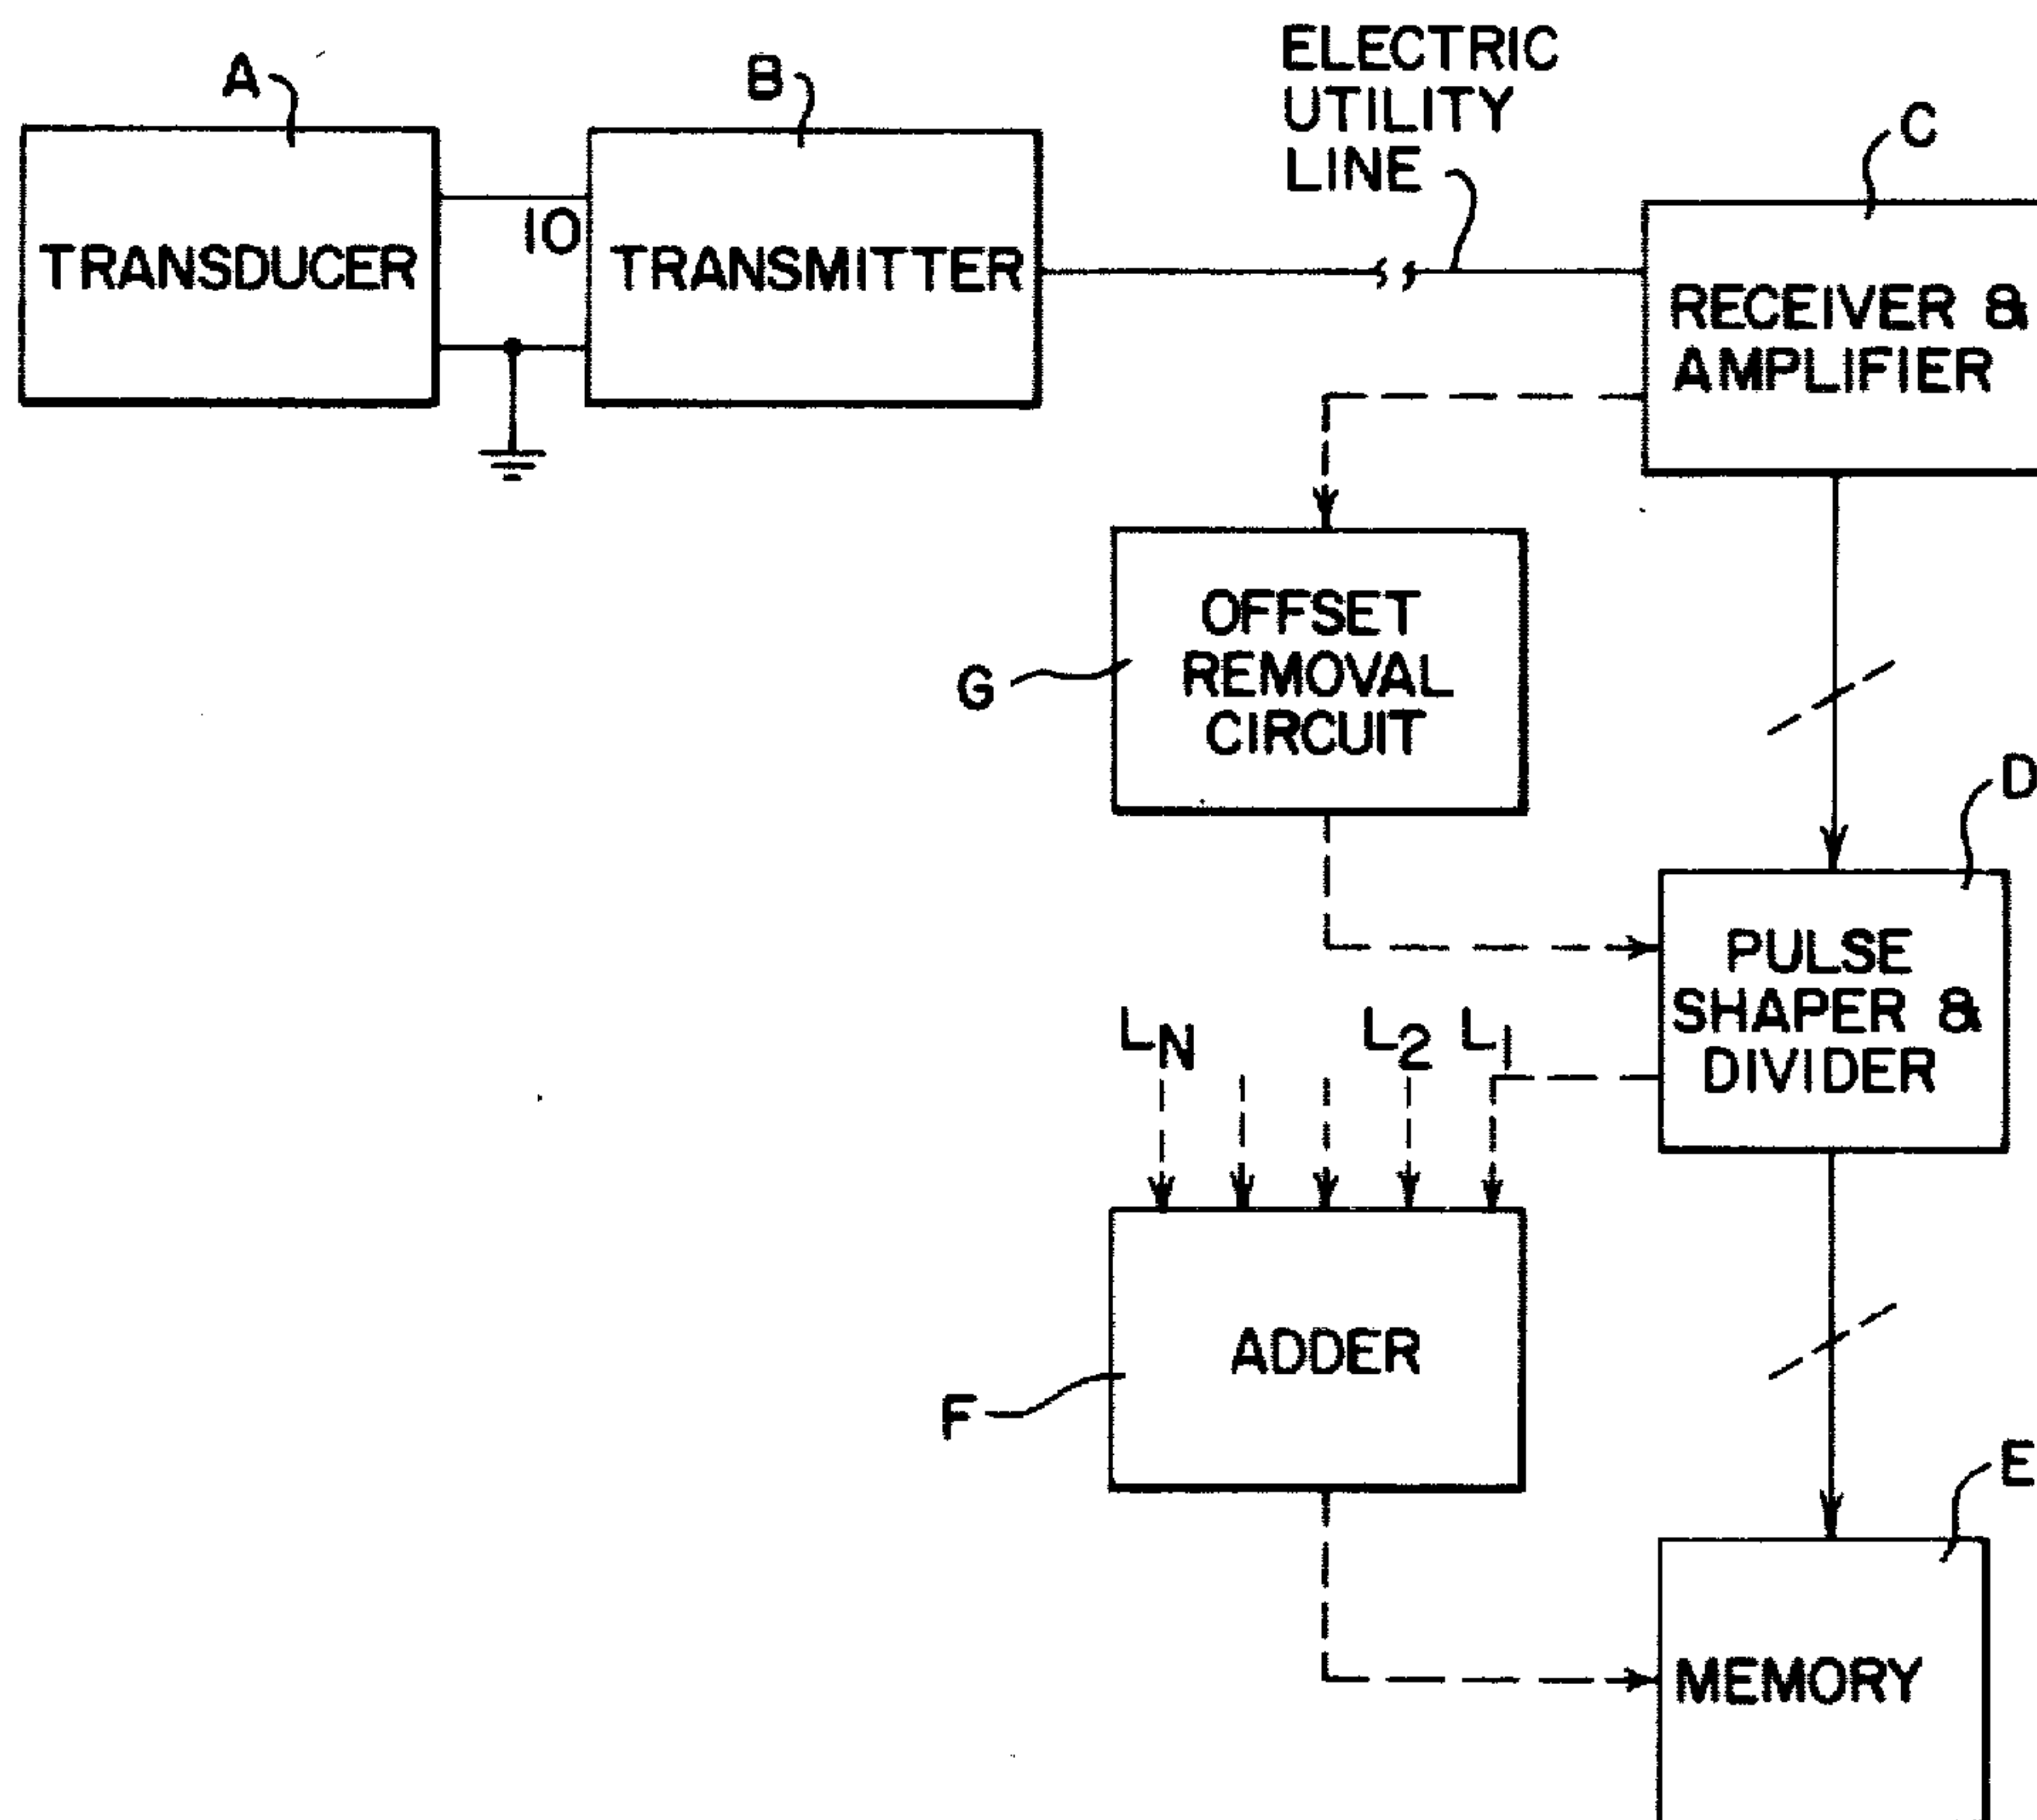 A
B
ELECTRIC
UTILITY
LINE
C
TRANSDUCER
10
TRANSMITTER
RECEIVER &
AMPLIFIER
OFFSET
REMOVAL
CIRCUIT
G
D
PULSE
SHAPER &
DIVIDER
LN
L2
L1
ADDER
F
E
MEMORY